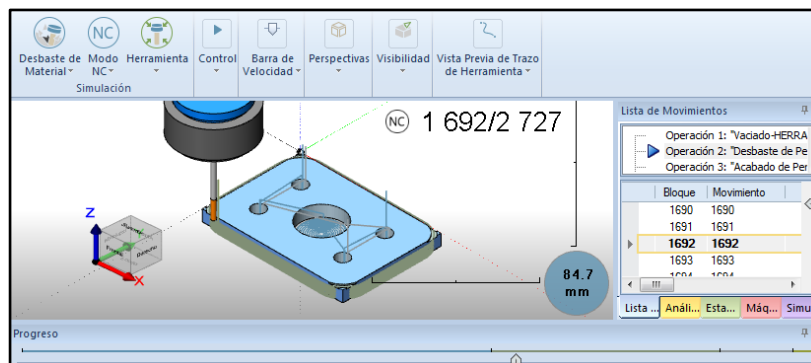 Desbaste de Material
Modo NC
Herramienta
Control
Barra de Velocidad
Perspectivas
Visibilidad
Vista Previa de Trazo de Herramienta
Simulación
NC 1 692/2 727
Lista de Movimientos
Operación 1: "Vaciado-HERRA
Operación 2: "Desbaste de Pe
Operación 3: "Acabado de Per
Bloque Movimiento
1690 1690
1691 1691
1692 1692
1693 1693
1694 1694
Z
X
Derecho
84.7 mm
Lista ... Análi... Esta... Máq... Simu
Progreso